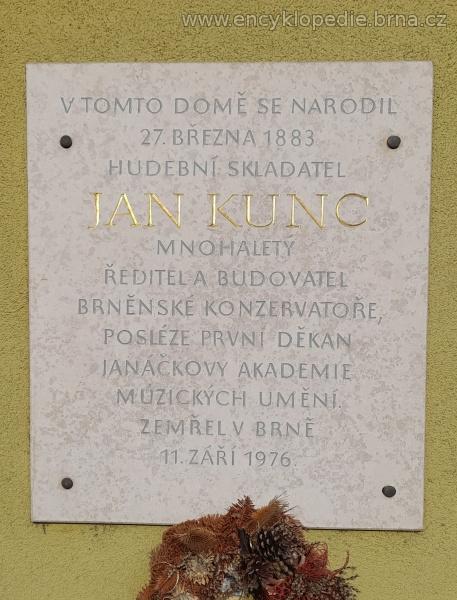 www.encyklopedie.brna.cz
V TOMTO DOMĚ SE NARODIL
27. BŘEZNA 1883
HUDEBNÍ SKLADATEL
JAN KUNC
MNOHALETÝ
ŘEDITEL A BUDOVATEL
BRNĚNSKÉ KONZERVATOŘE,
POSLÉZE PRVNÍ DĚKAN
JANÁČKOVY AKADEMIE
MÚZICKÝCH UMĚNÍ.
ZEMŘEL V BRNĚ
11. ZÁŘÍ 1976.